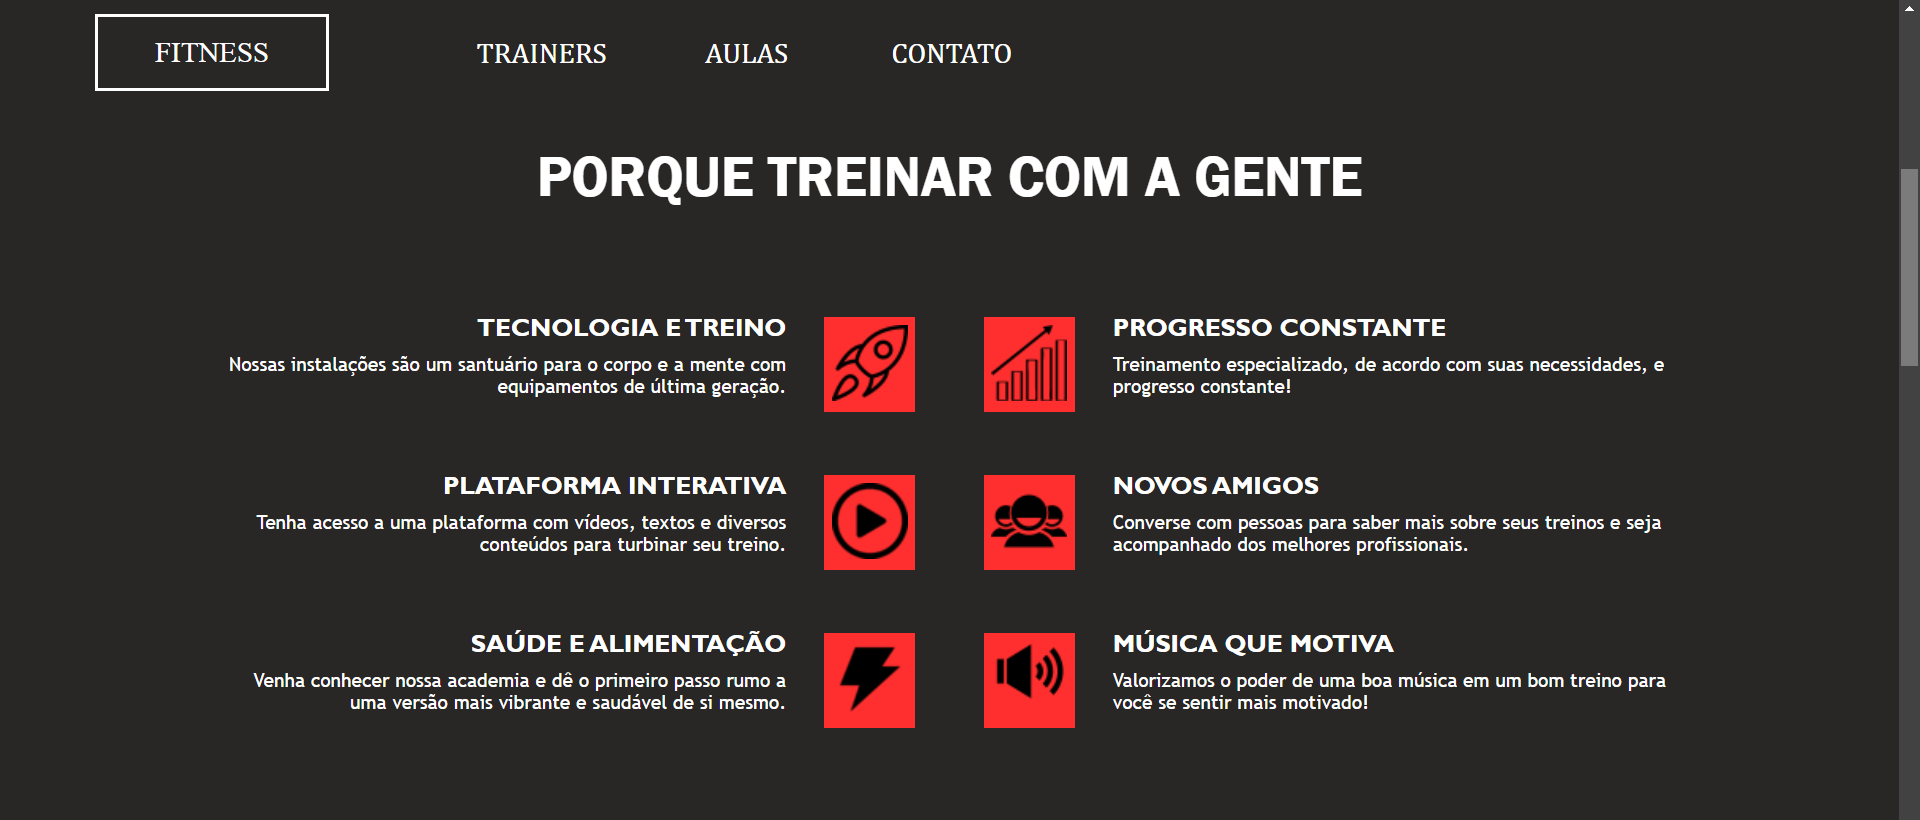 FITNESS
TRAINERS
AULAS
CONTATO
PORQUE TREINAR COM A GENTE
TECNOLOGIA E TREINO
Nossas instalações são um santuário para o corpo e a mente com
equipamentos de última geração.
PROGRESSO CONSTANTE
Treinamento especializado, de acordo com suas necessidades, e
progresso constante!
PLATAFORMA INTERATIVA
Tenha acesso a uma plataforma com vídeos, textos e diversos
conteúdos para turbinar seu treino.
NOVOS AMIGOS
Converse com pessoas para saber mais sobre seus treinos e seja
acompanhado dos melhores profissionais.
SAÚDE E ALIMENTAÇÃO
Venha conhecer nossa academia e dê o primeiro passo rumo a
uma versão mais vibrante e saudável de si mesmo.
MÚSICA QUE MOTIVA
Valorizamos o poder de uma boa música em um bom treino para
você se sentir mais motivado!